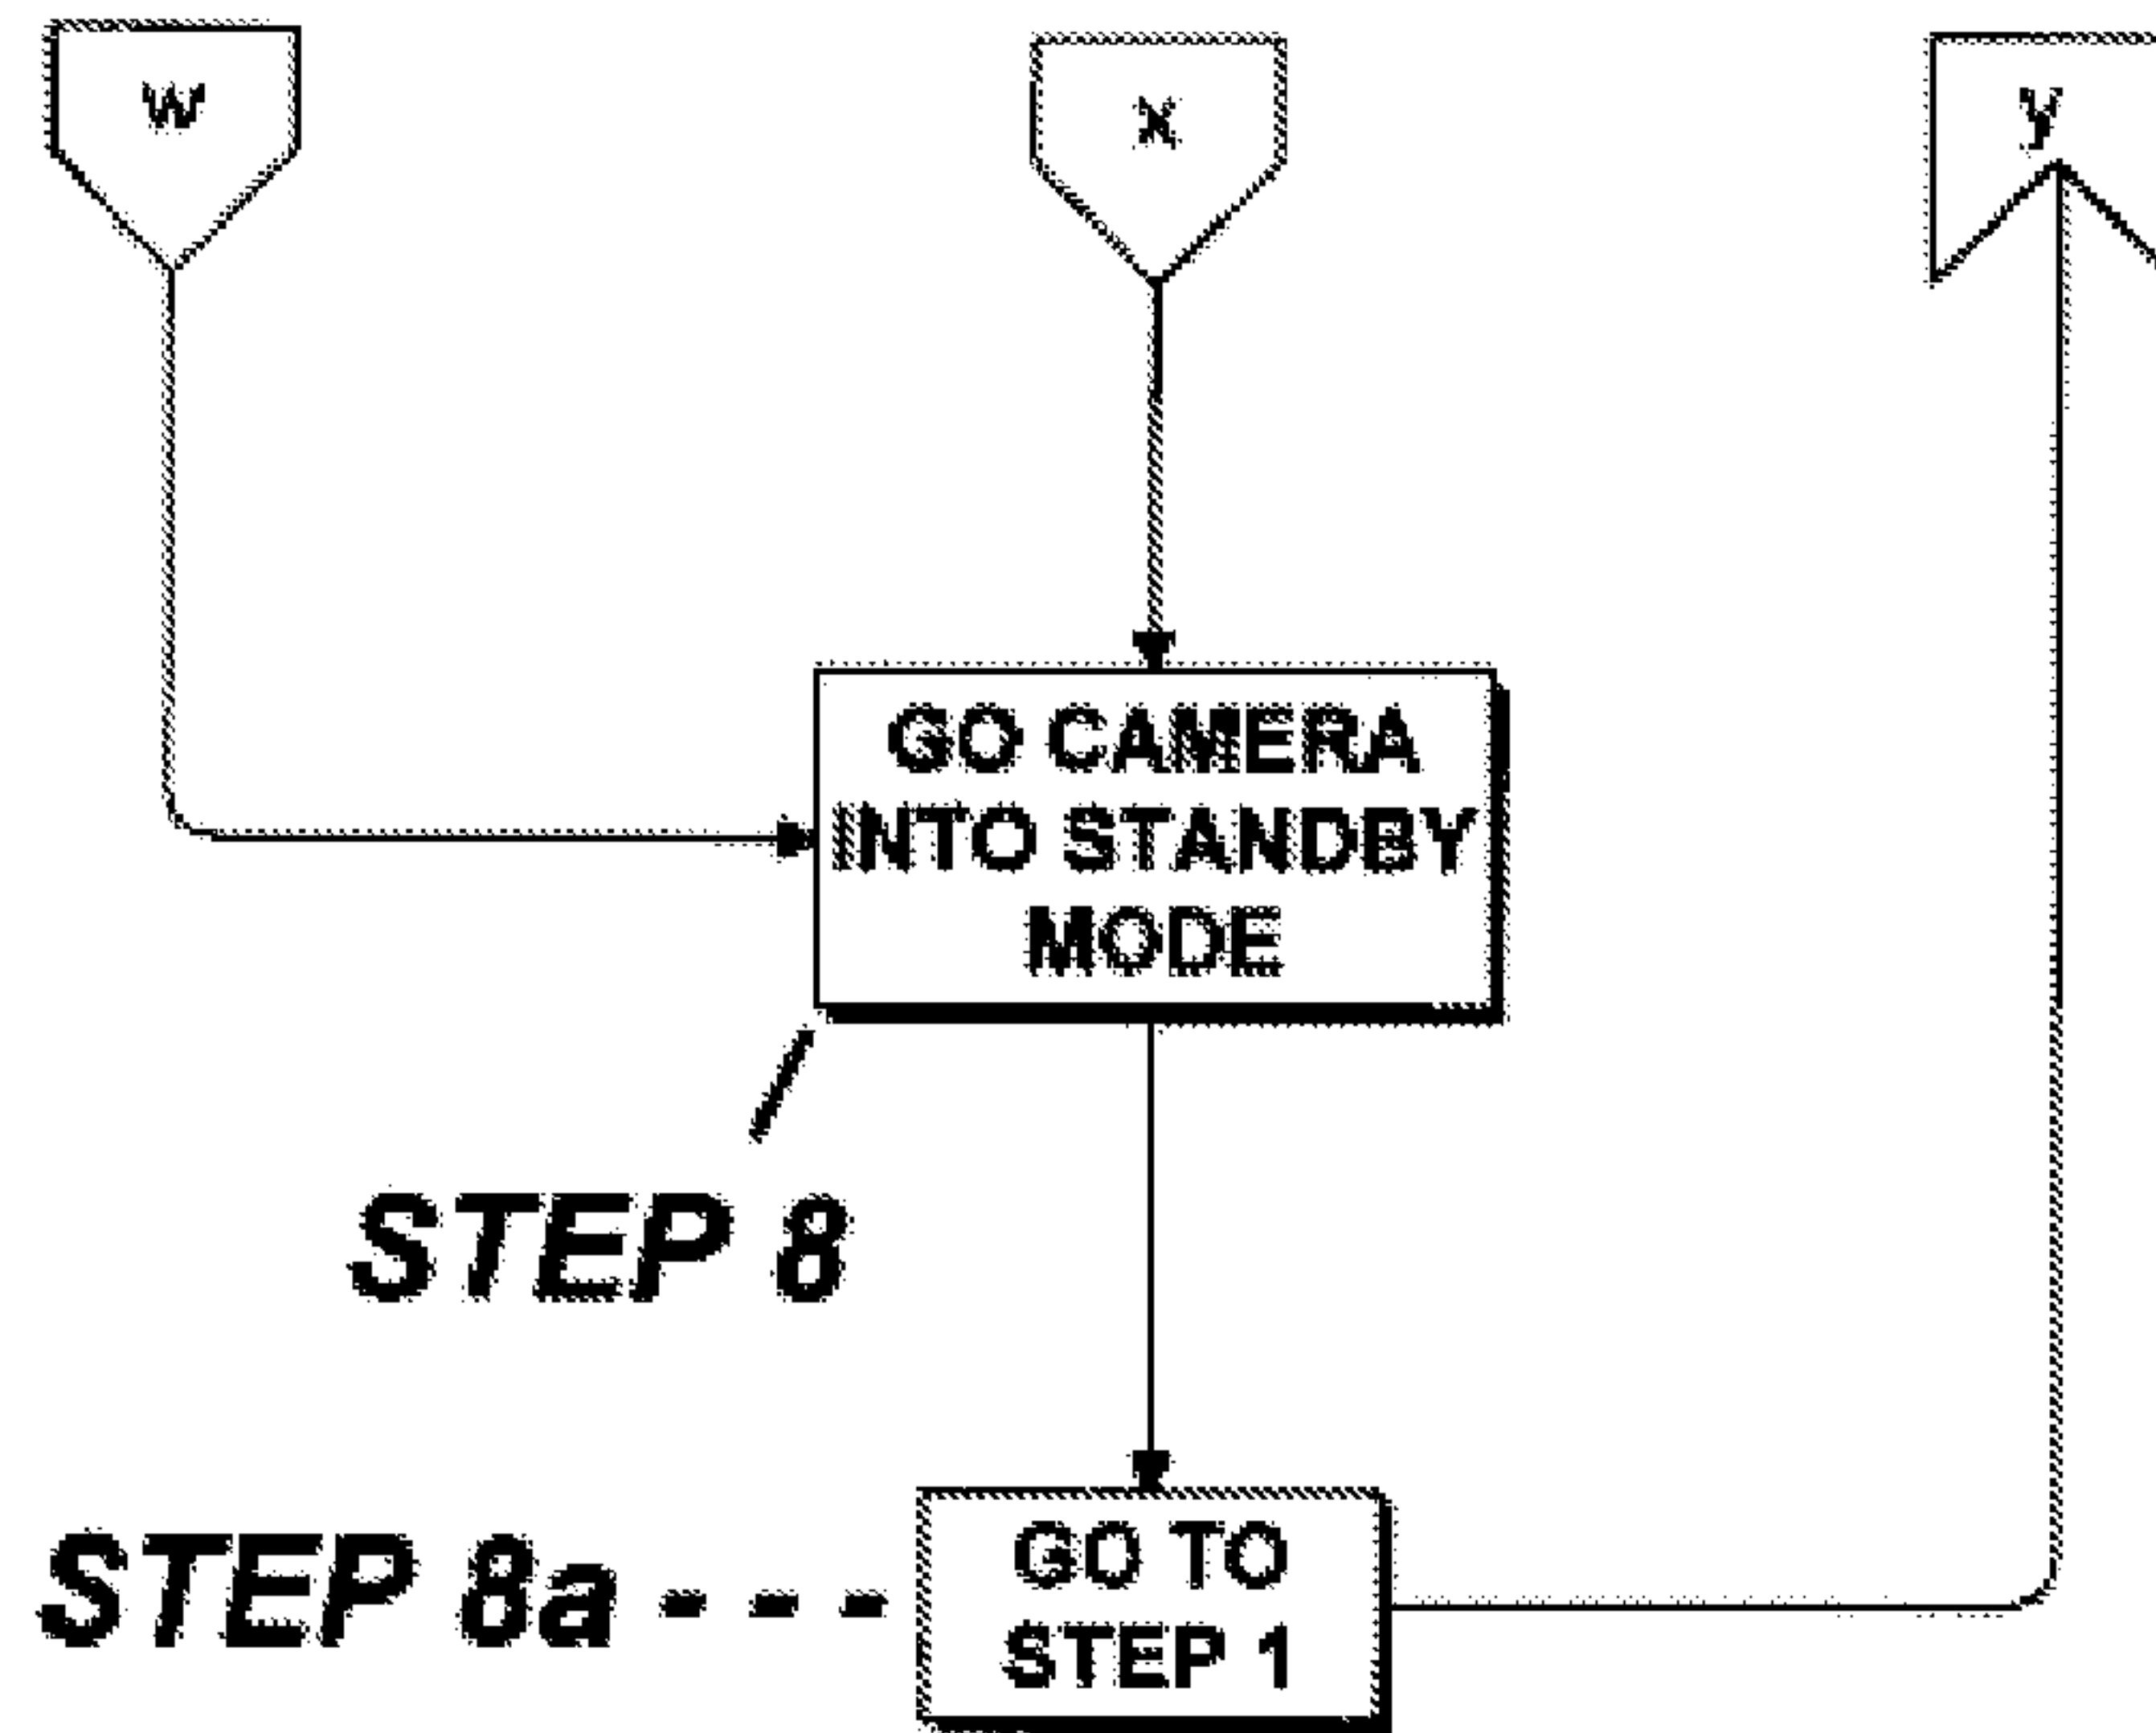 w
x
y
GO CAMERA
INTO STANDBY
MODE
STEP 8
STEP 8a
GO TO
STEP 1